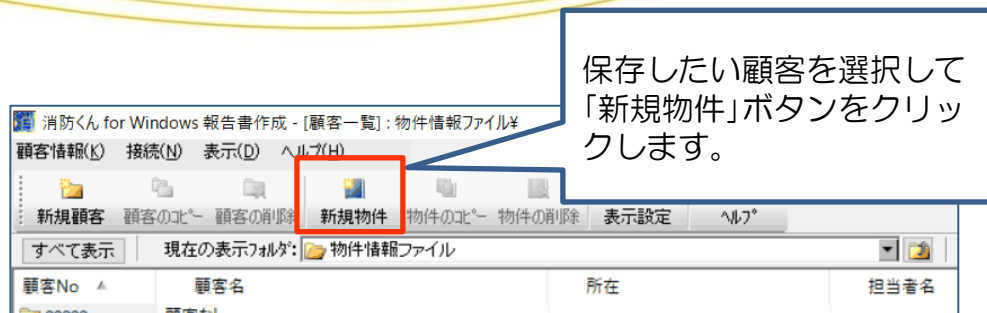 保存したい顧客を選択して
「新規物件」ボタンをクリッ
クします。
消防くん for Windows 報告書作成 - [顧客一覧] : 物件情報ファイル¥
顧客情報(K) 接続(N) 表示(D) ヘルプ(H)
新規顧客 顧客のコピー 顧客の削除 新規物件 物件のコピー 物件の削除 表示設定 ヘルプ
すべて表示 現在の表示フォルダ: 物件情報ファイル
顧客No 顧客名 所在 担当者名